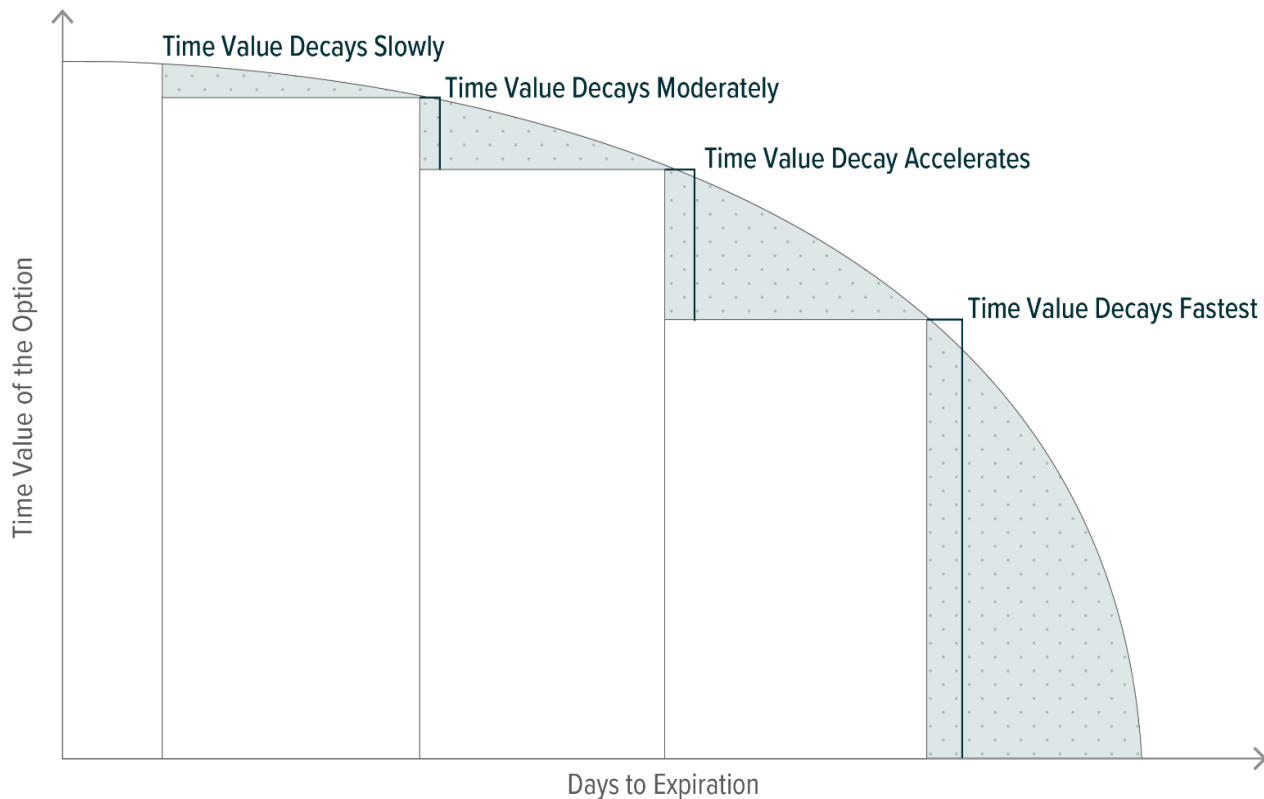 Time Value Decays Slowly
Time Value Decays Moderately
Time Value Decay Accelerates
Time Value Decays Fastest
Time Value of the Option
Days to Expiration